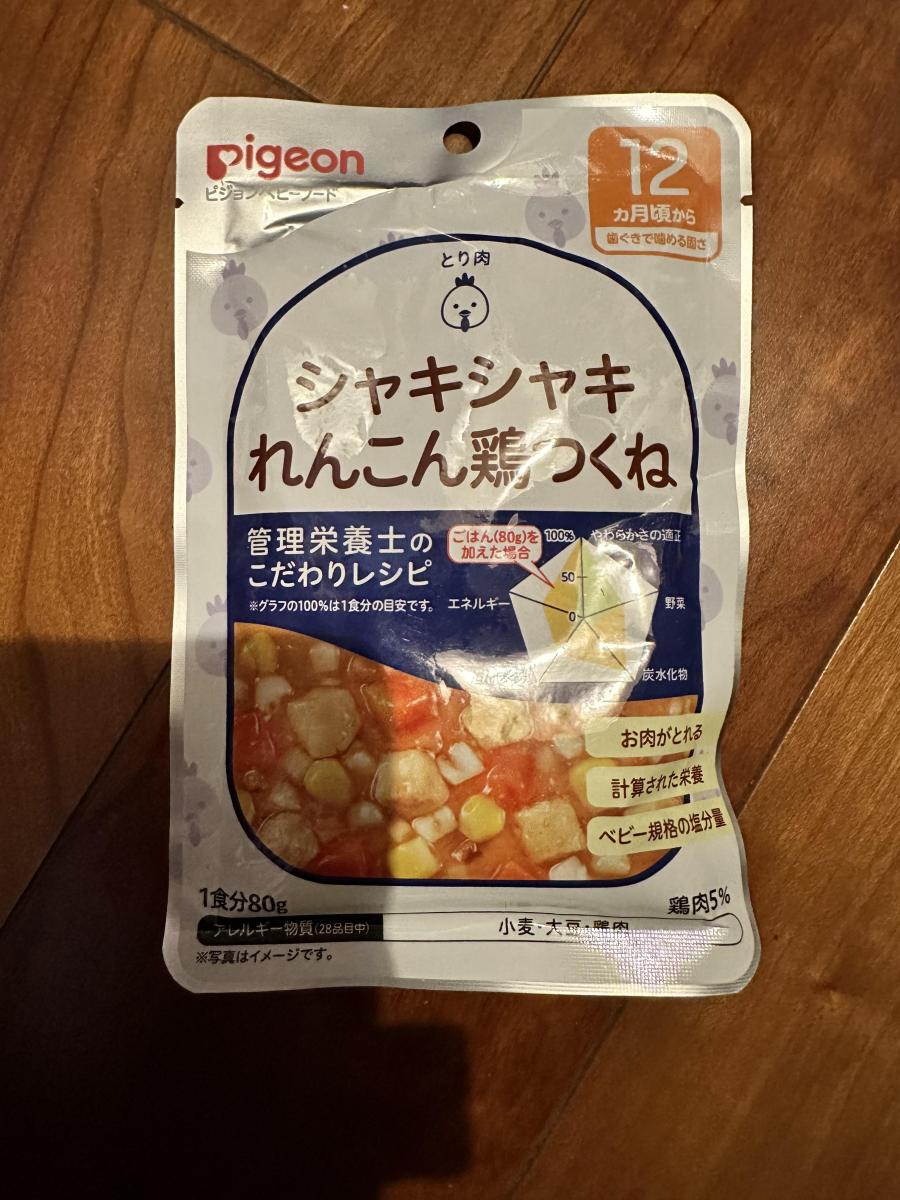 pigeon
ピジョンベビーフード
12
カ月頃から
歯ぐきで噛める固さ
とり肉
シャキシャキ
れんこん鶏つくね
管理栄養士の
こだわりレシピ
※グラフの100%は1食分の目安です。
ごはん(80g)を
加えた場合
100%
やわらかさの適正
50
0
エネルギー
野菜
たんぱく質
炭水化物
お肉がとれる
計算された栄養
ベビー規格の塩分量
1食分80g
鶏肉5%
アレルギー物質(28品目中)
小麦・大豆・鶏肉
※写真はイメージです。